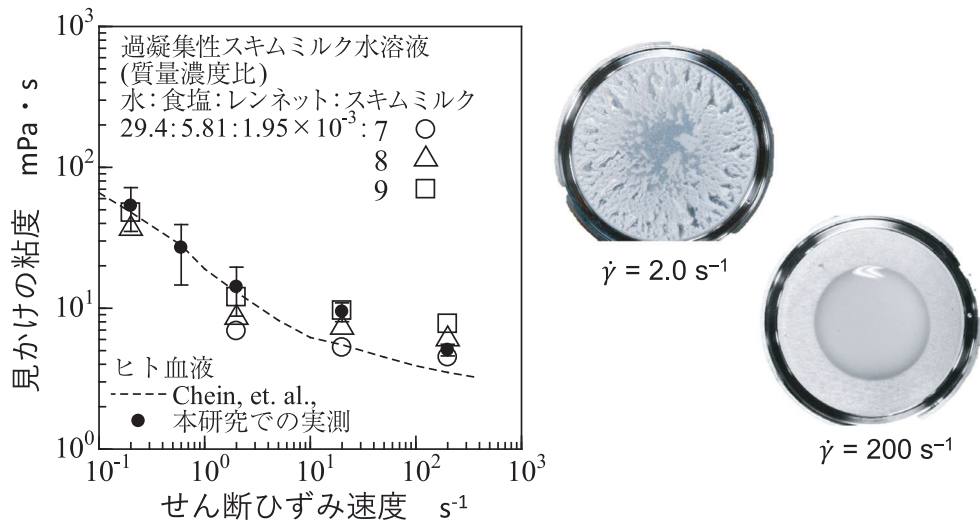 過凝集性スキムミルク水溶液
(質量濃度比)
水:食塩:レンネット:スキムミルク
29.4:5.81:1.95×10⁻³:7
8
9
見かけの粘度 mPa・s
10³
10²
10¹
10⁰
ヒト血液
Chein, et. al.,
本研究での実測
10⁻¹ 10⁰ 10¹ 10² 10³
せん断ひずみ速度 s⁻¹
γ̇ = 2.0 s⁻¹
γ̇ = 200 s⁻¹